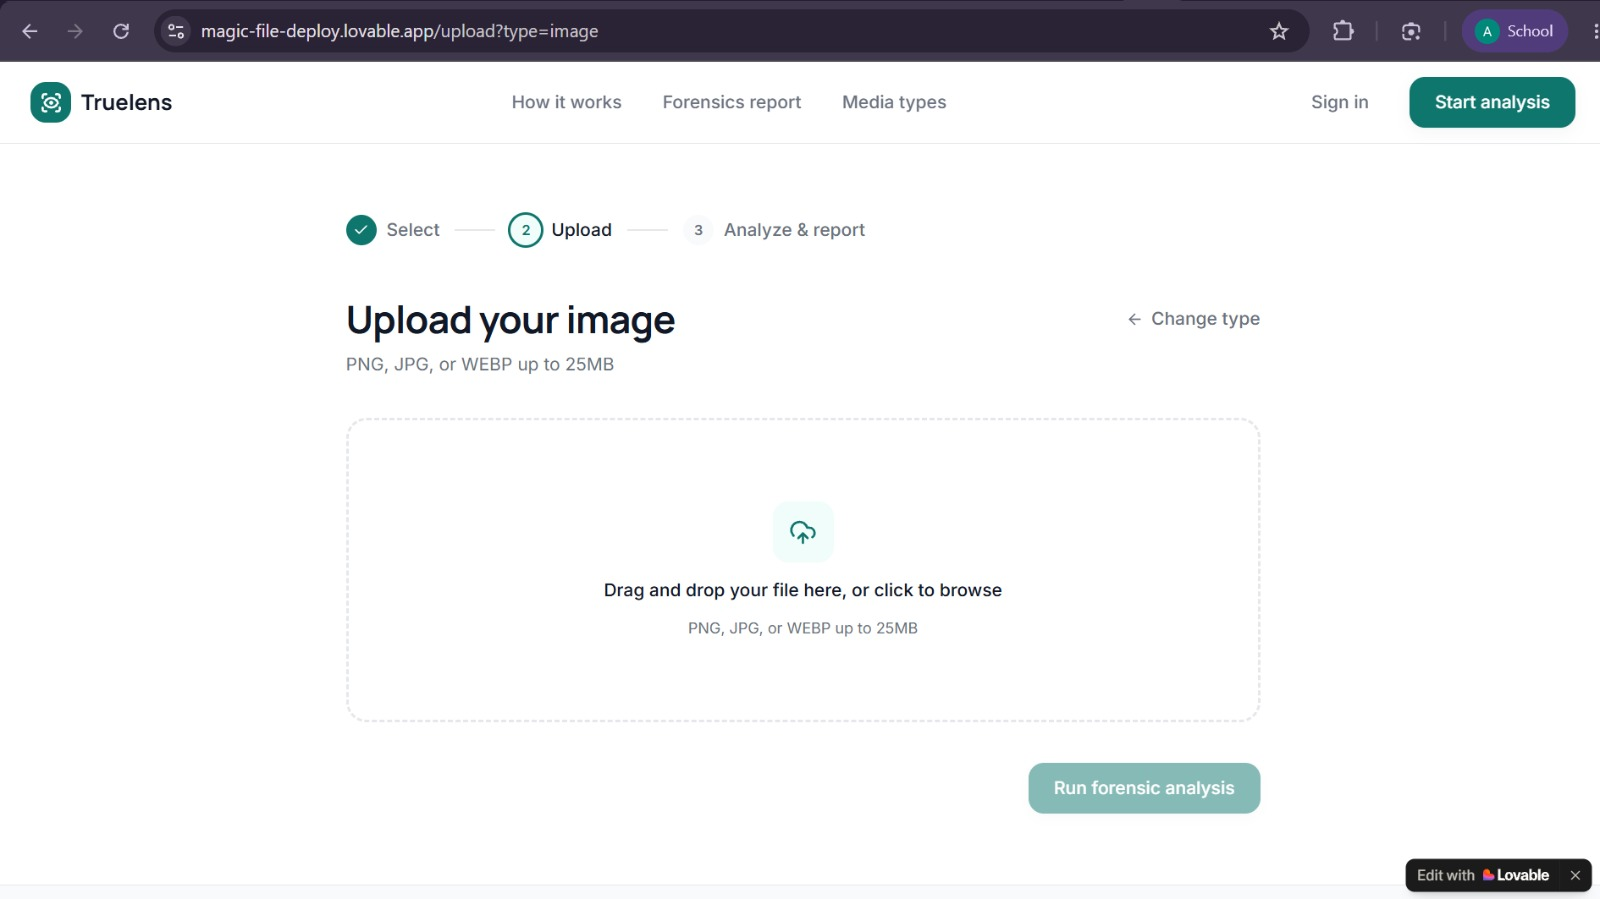 magic-file-deploy.lovable.app/upload?type=image
A School
Truelens
How it works
Forensics report
Media types
Sign in
Start analysis
Select
2 Upload
3 Analyze & report
Upload your image
← Change type
PNG, JPG, or WEBP up to 25MB
Drag and drop your file here, or click to browse
PNG, JPG, or WEBP up to 25MB
Run forensic analysis
Edit with Lovable